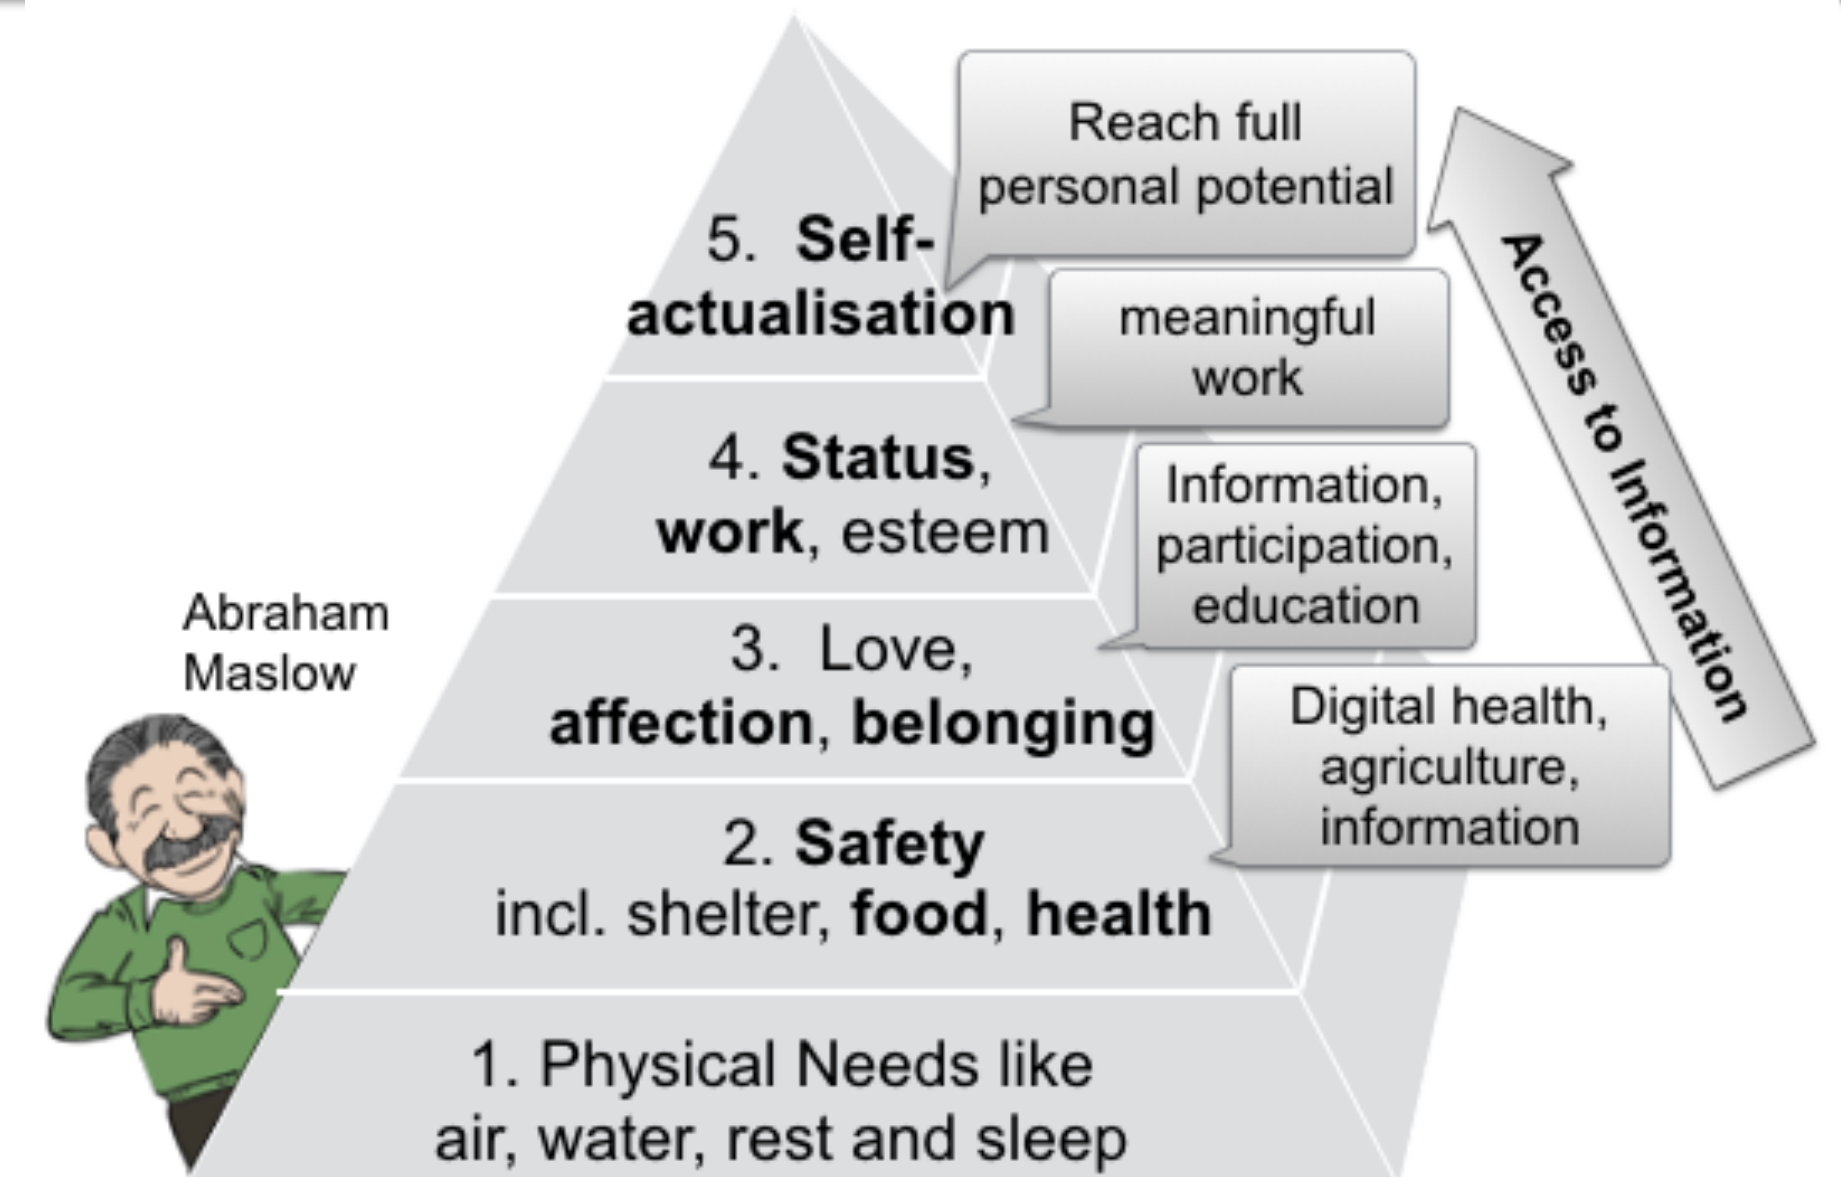 Reach full
personal potential
5. Self-
actualisation
meaningful
work
4. Status,
work, esteem
Information,
participation,
education
Access to Information
Abraham
Maslow
3. Love,
affection, belonging
Digital health,
agriculture,
information
2. Safety
incl. shelter, food, health
1. Physical Needs like
air, water, rest and sleep